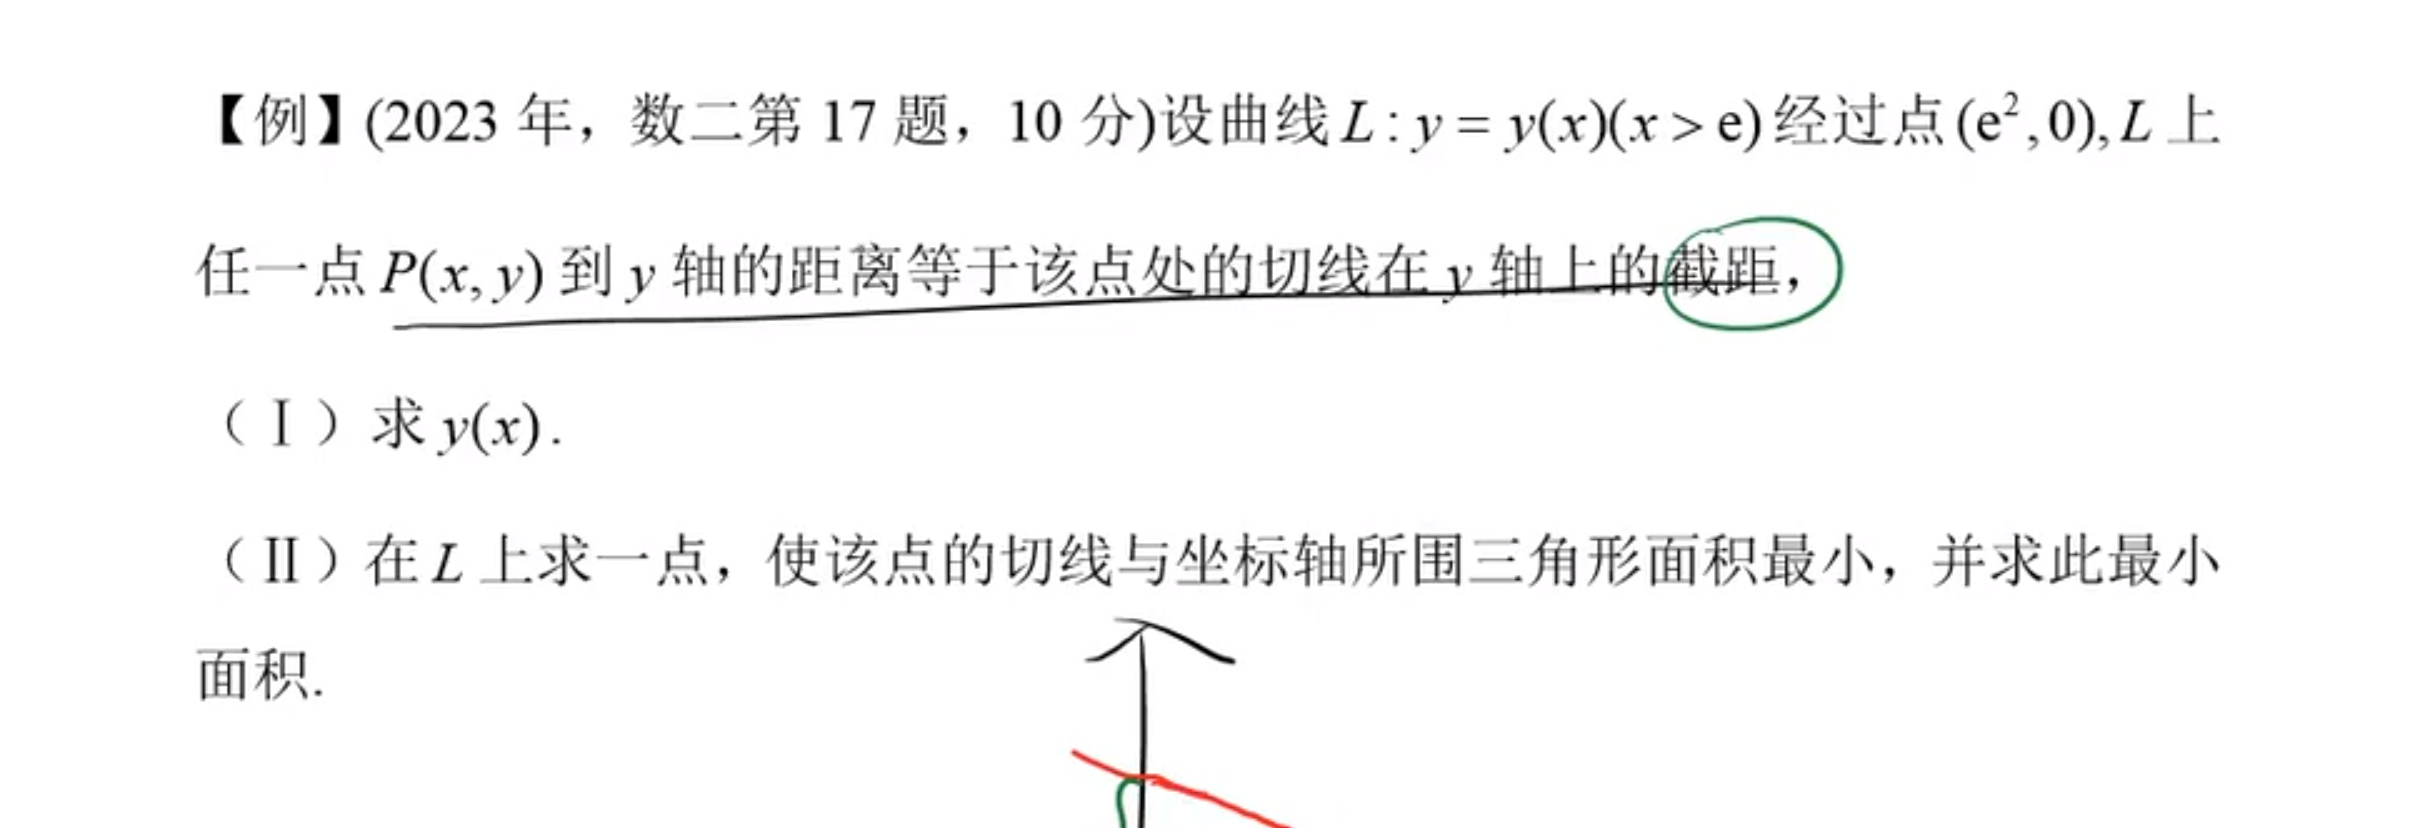 【例】(2023 年，数二第 17 题，10 分)设曲线 L : y = y(x)(x > e) 经过点 (e², 0), L 上
任一点 P(x, y) 到 y 轴的距离等于该点处的切线在 y 轴上的截距，
（Ⅰ）求 y(x) .
（Ⅱ）在 L 上求一点，使该点的切线与坐标轴所围三角形面积最小，并求此最小
面积.